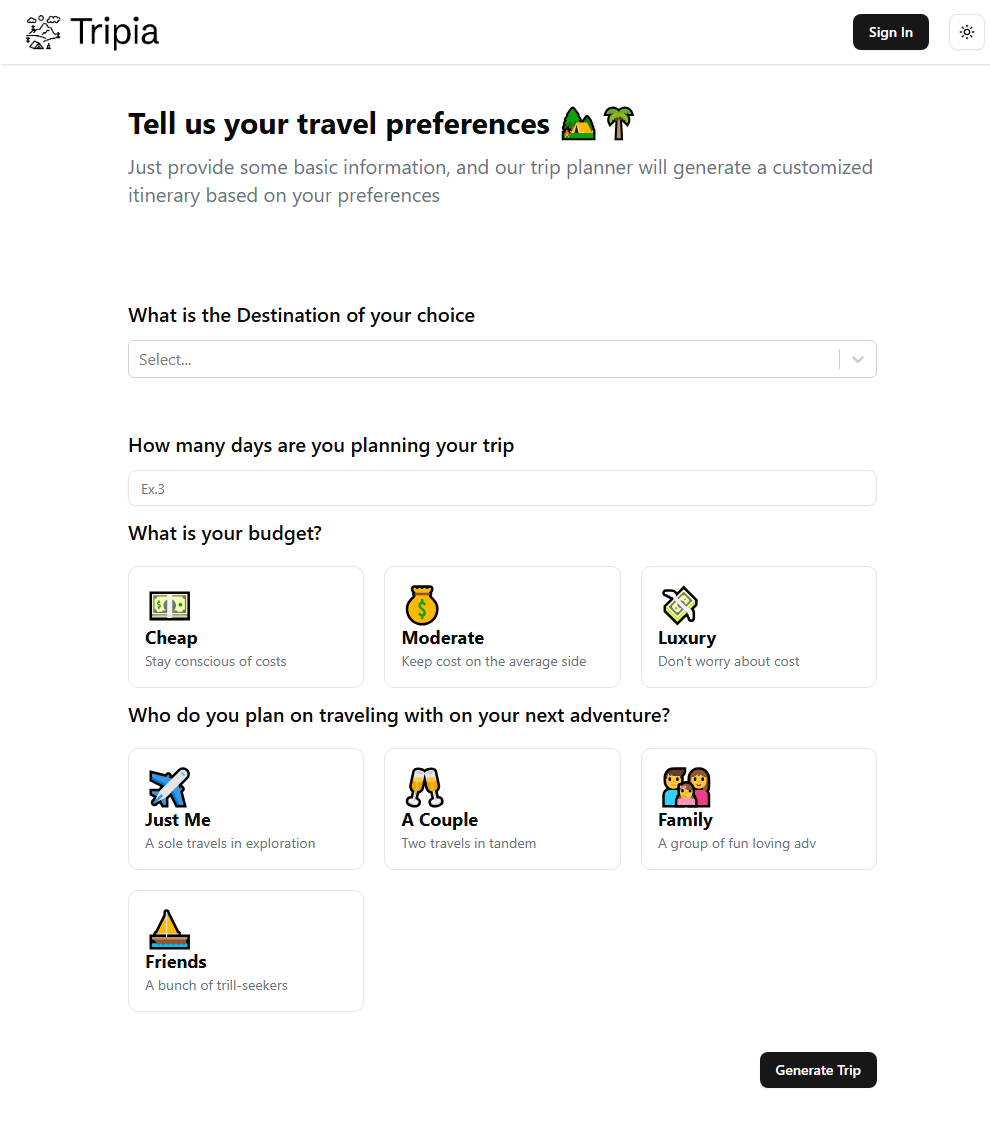 Tripia
Sign In
Tell us your travel preferences 🏕️🌴
Just provide some basic information, and our trip planner will generate a customized
itinerary based on your preferences
What is the Destination of your choice
Select...
How many days are you planning your trip
Ex.3
What is your budget?
Cheap
Stay conscious of costs
Moderate
Keep cost on the average side
Luxury
Don't worry about cost
Who do you plan on traveling with on your next adventure?
Just Me
A sole travels in exploration
A Couple
Two travels in tandem
Family
A group of fun loving adv
Friends
A bunch of trill-seekers
Generate Trip